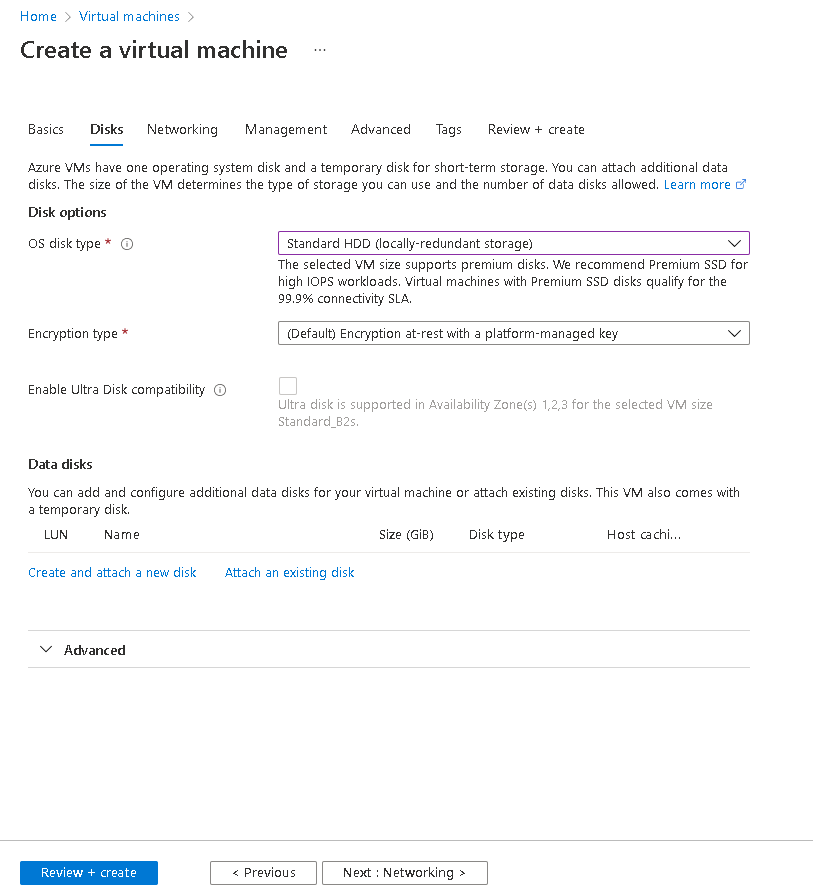 Home > Virtual machines >
Create a virtual machine ...
Basics Disks Networking Management Advanced Tags Review + create
Azure VMs have one operating system disk and a temporary disk for short-term storage. You can attach additional data
disks. The size of the VM determines the type of storage you can use and the number of data disks allowed. Learn more
Disk options
OS disk type *
Standard HDD (locally-redundant storage)
The selected VM size supports premium disks. We recommend Premium SSD for
high IOPS workloads. Virtual machines with Premium SSD disks qualify for the
99.9% connectivity SLA.
Encryption type *
(Default) Encryption at-rest with a platform-managed key
Enable Ultra Disk compatibility
Ultra disk is supported in Availability Zone(s) 1,2,3 for the selected VM size
Standard_B2s.
Data disks
You can add and configure additional data disks for your virtual machine or attach existing disks. This VM also comes with
a temporary disk.
LUN Name Size (GiB) Disk type Host cachi...
Create and attach a new disk Attach an existing disk
Advanced
Review + create < Previous Next : Networking >